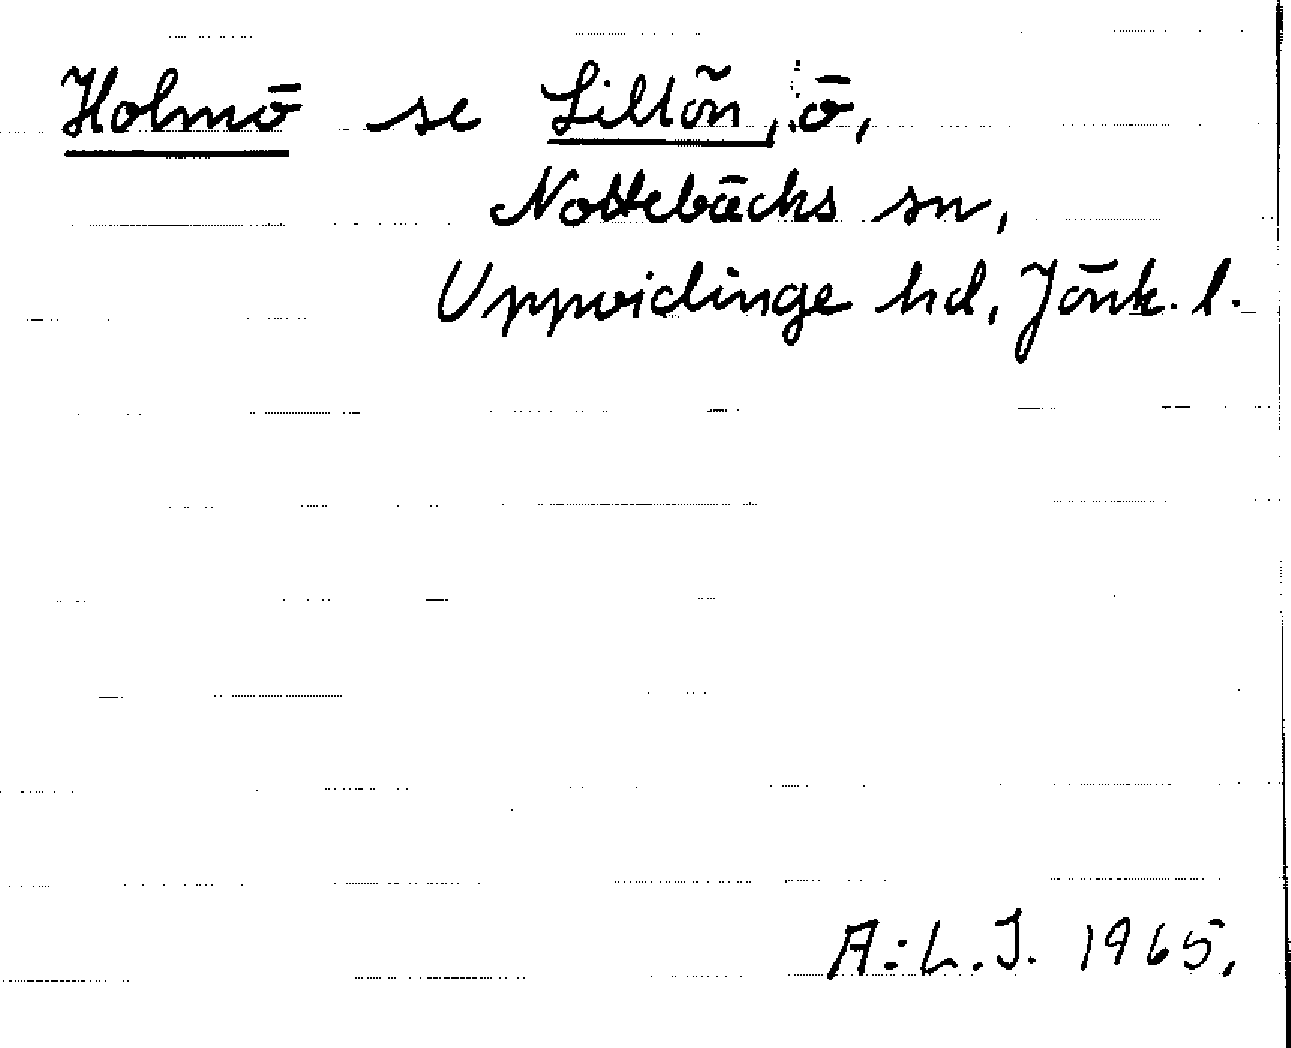 Holmö se Lillön, ö,
Nottebäcks sn,
Uppvidinge hd, Jönk. l.
A:L.J. 1965.